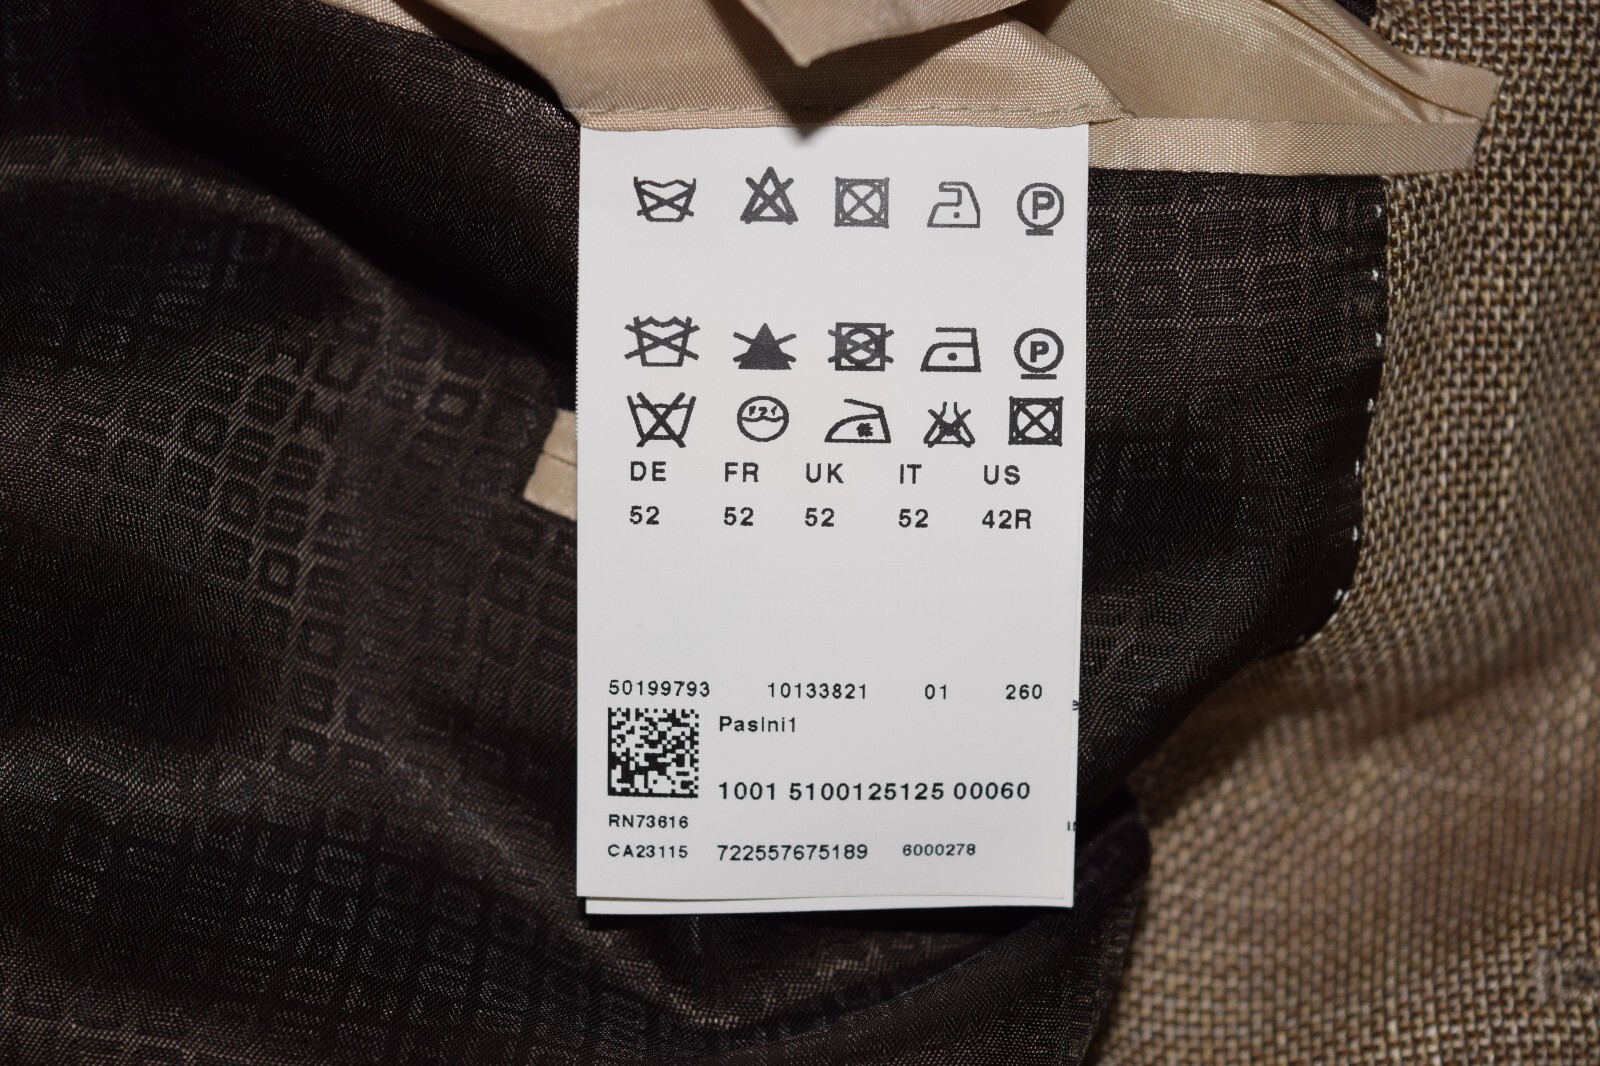 P
P
DE FR UK IT US
52 52 52 52 42R
50199793 10133821 01 260
Pasini1
1001 5100125125 00060
RN73616
CA23115 722557675189 6000278